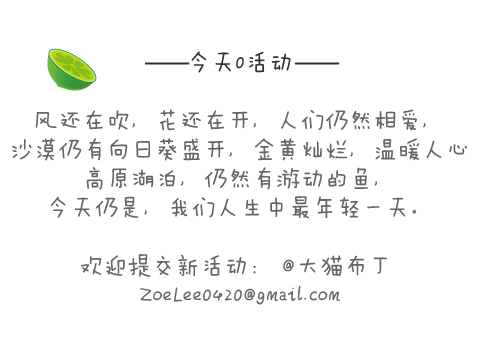 ——今天0活动——
风还在吹，花还在开，人们仍然相爱，
沙漠仍有向日葵盛开，金黄灿烂，温暖人心
高原湖泊，仍然有游动的鱼，
今天仍是，我们人生中最年轻一天。
欢迎提交新活动： @大猫布丁
ZoeLee0420@gmail.com